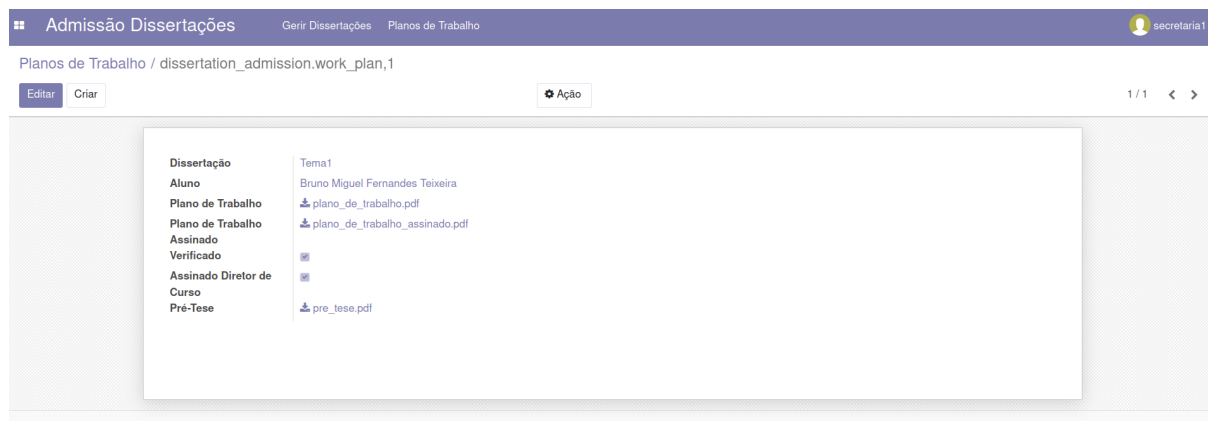 Admissão Dissertações Gerir Dissertações Planos de Trabalho secretaria1
Planos de Trabalho / dissertation_admission.work_plan,1
Editar Criar Ação 1 / 1
Dissertação Tema1
Aluno Bruno Miguel Fernandes Teixeira
Plano de Trabalho plano_de_trabalho.pdf
Plano de Trabalho plano_de_trabalho_assinado.pdf
Assinado
Verificado
Assinado Diretor de
Curso
Pré-Tese pre_tese.pdf